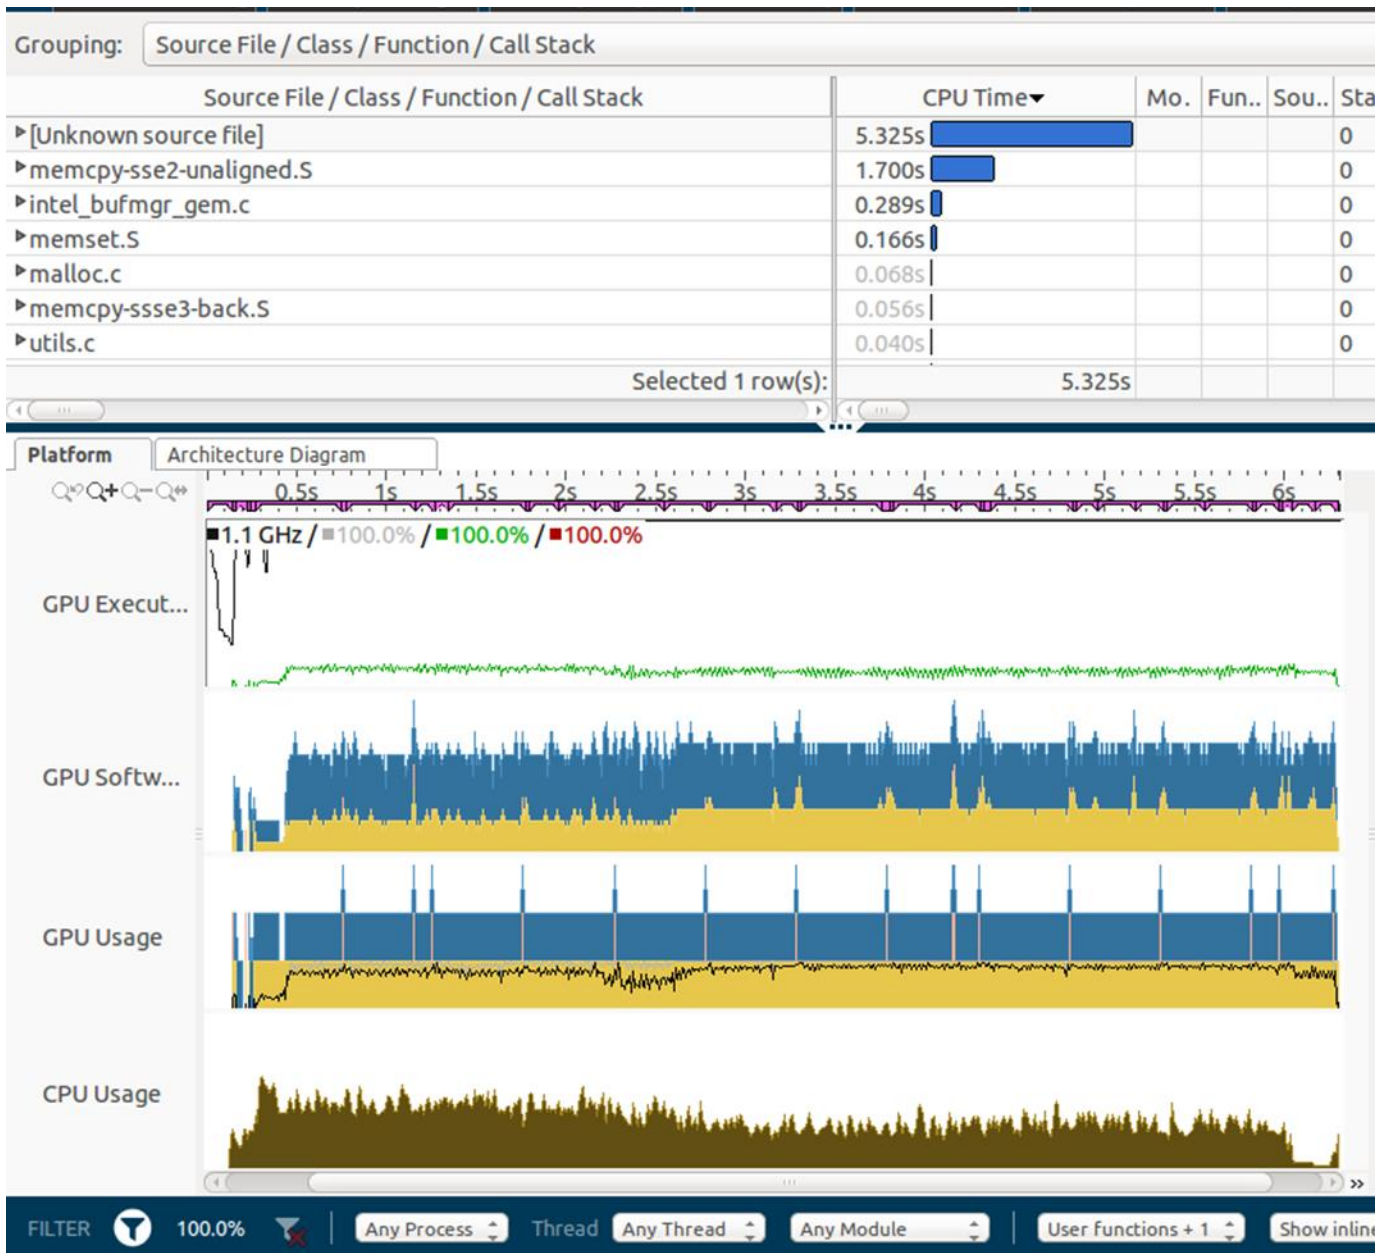 Grouping: Source File / Class / Function / Call Stack
Source File / Class / Function / Call Stack CPU Time Mo. Fun.. Sou.. Sta
[Unknown source file] 5.325s 0
memcpy-sse2-unaligned.S 1.700s 0
intel_bufmgr_gem.c 0.289s 0
memset.S 0.166s 0
malloc.c 0.068s 0
memcpy-ssse3-back.S 0.056s 0
utils.c 0.040s 0
Selected 1 row(s): 5.325s
Platform Architecture Diagram
0.5s 1s 1.5s 2s 2.5s 3s 3.5s 4s 4.5s 5s 5.5s 6s
1.1 GHz / 100.0% / 100.0% / 100.0%
GPU Execut...
GPU Softw...
GPU Usage
CPU Usage
FILTER 100.0% Any Process Thread Any Thread Any Module User functions + 1 Show inline